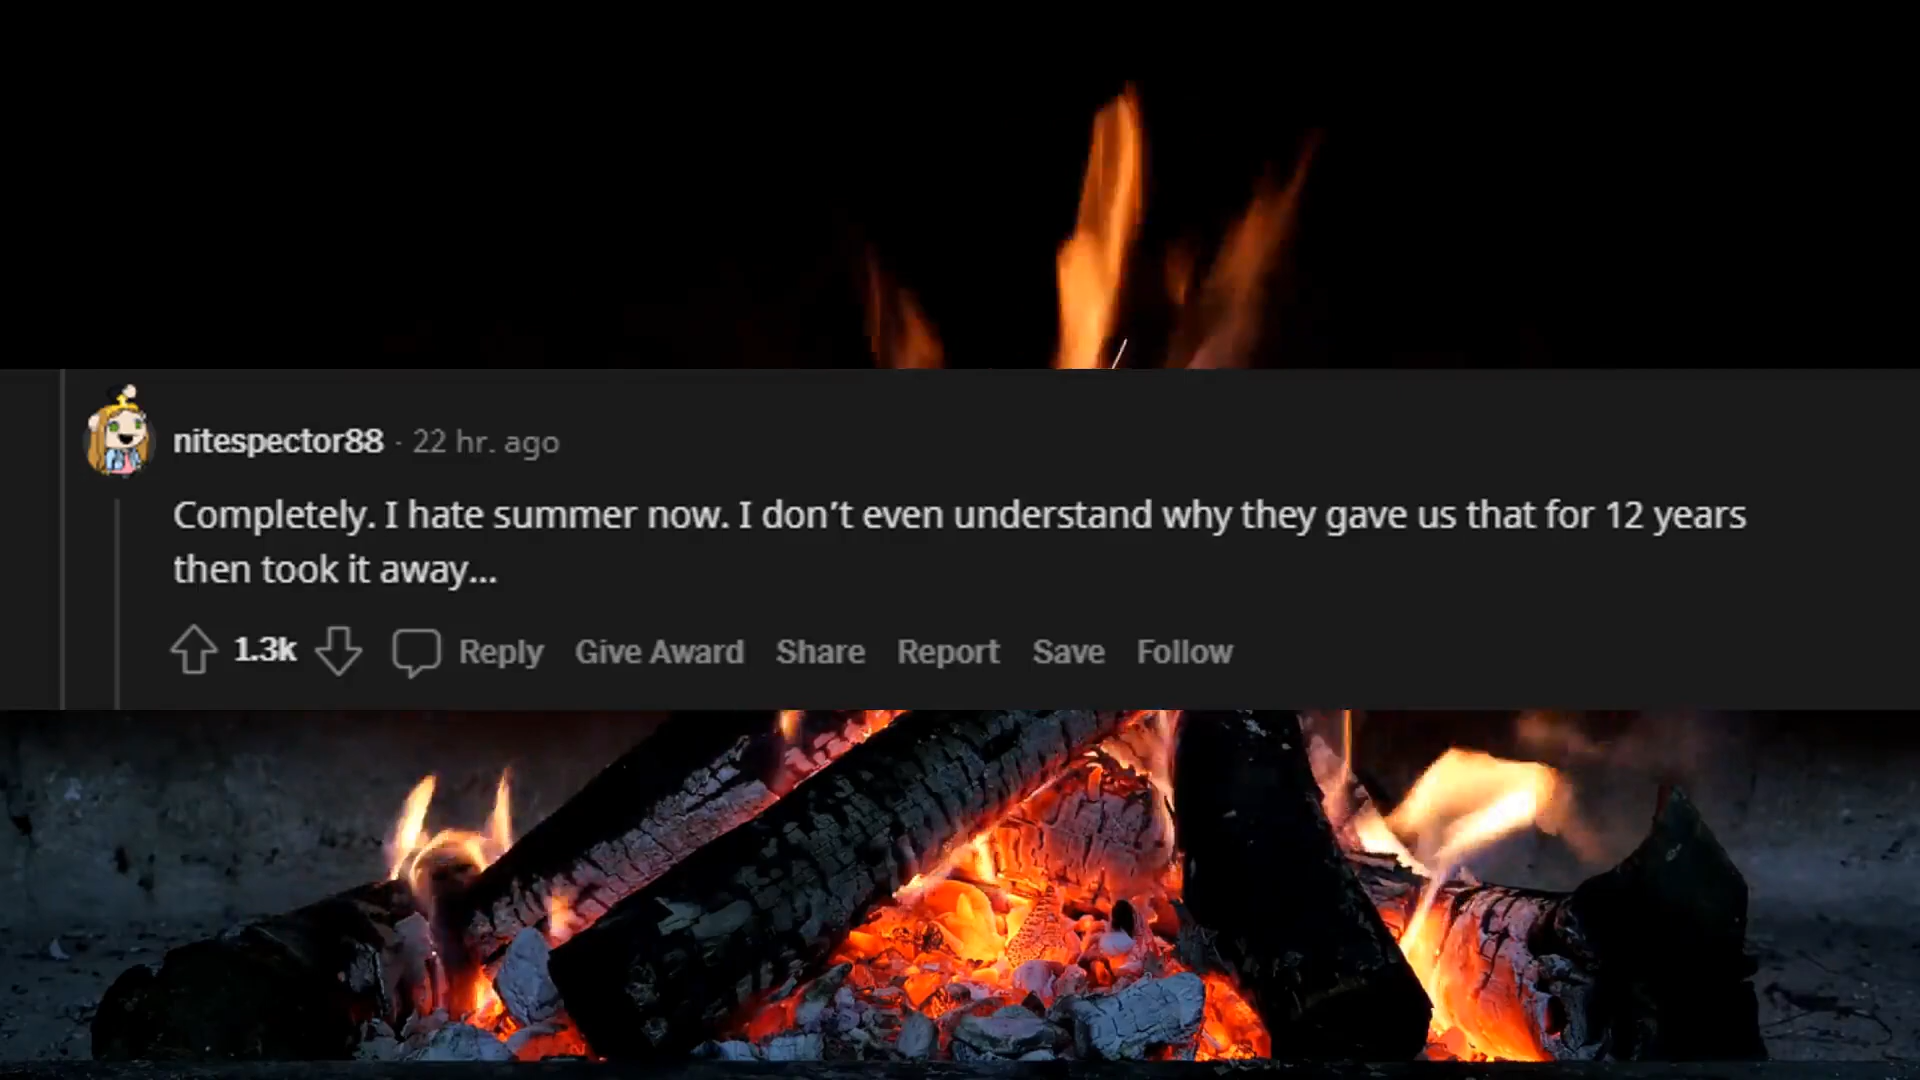 nitespector88 · 22 hr. ago
Completely. I hate summer now. I don’t even understand why they gave us that for 12 years
then took it away...
1.3k Reply Give Award Share Report Save Follow